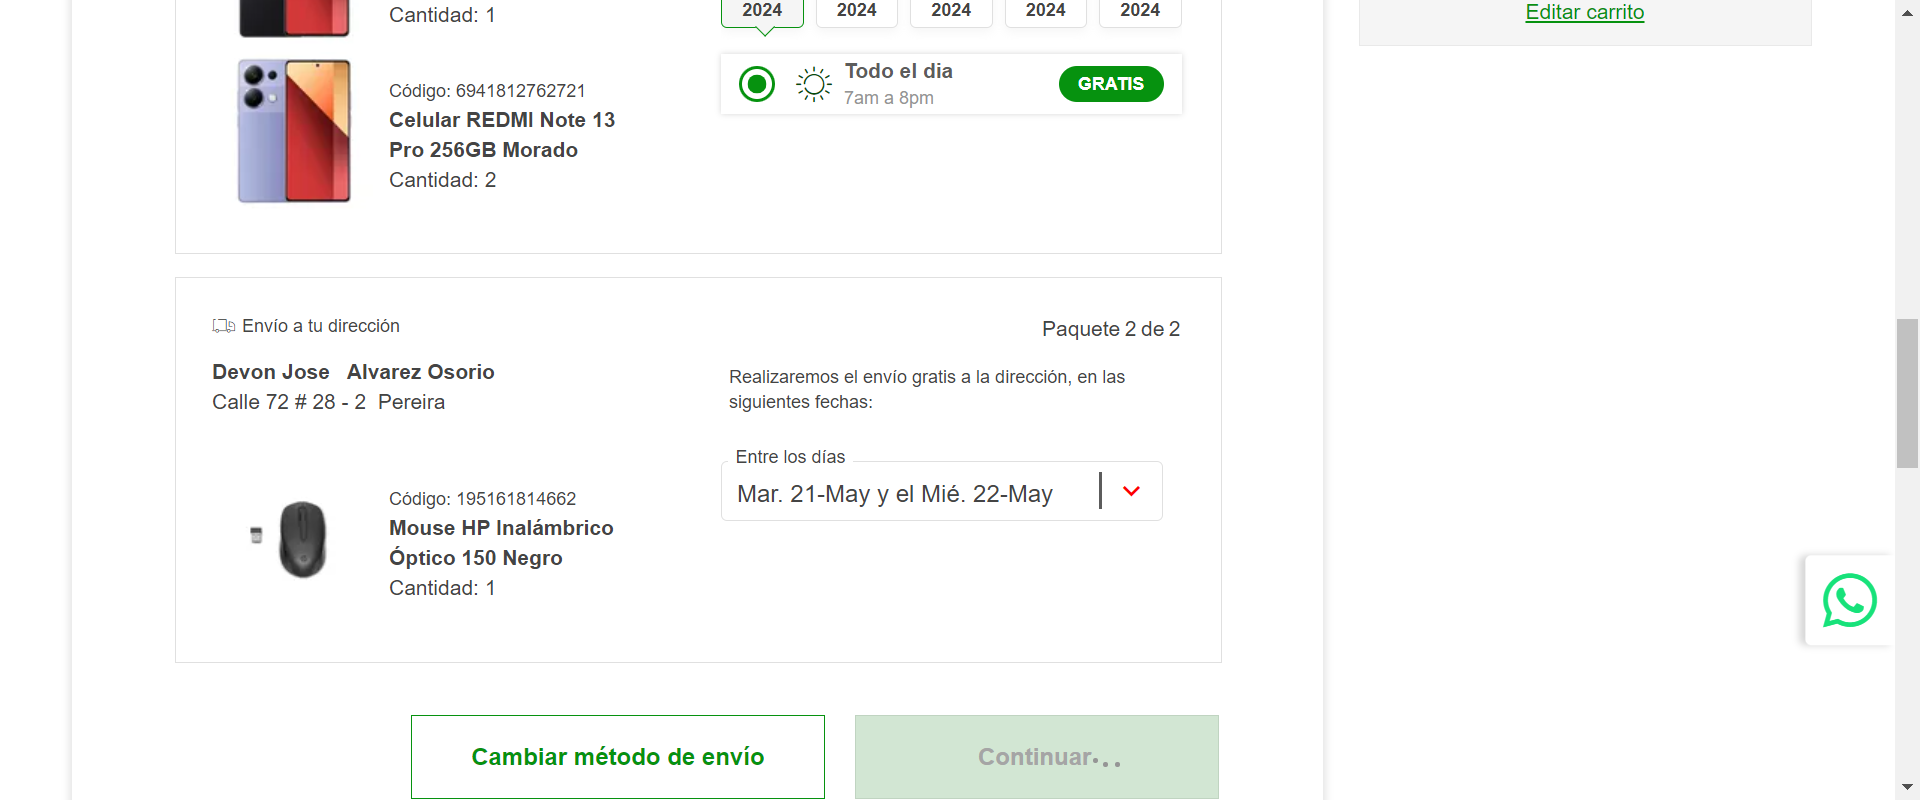 Cantidad: 1
2024 2024 2024 2024 2024
Editar carrito
Código: 6941812762721
Celular REDMI Note 13
Pro 256GB Morado
Cantidad: 2
Todo el dia
7am a 8pm
GRATIS
Envío a tu dirección
Paquete 2 de 2
Devon Jose Alvarez Osorio
Calle 72 # 28 - 2 Pereira
Realizaremos el envío gratis a la dirección, en las
siguientes fechas:
Entre los días
Mar. 21-May y el Mié. 22-May
Código: 195161814662
Mouse HP Inalámbrico
Óptico 150 Negro
Cantidad: 1
Cambiar método de envío
Continuar...